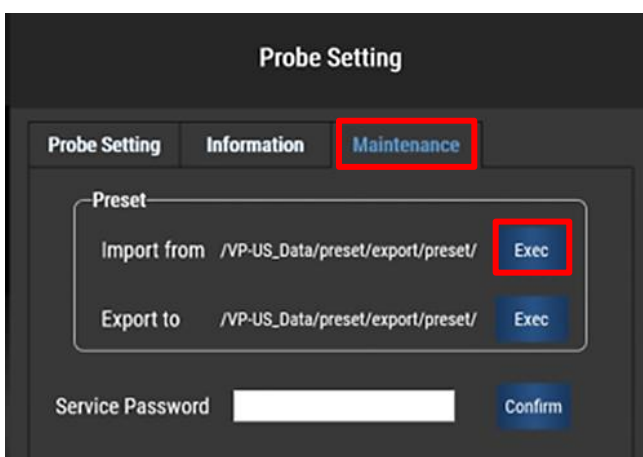 Probe Setting
Probe Setting Information Maintenance
Preset
Import from /VP-US_Data/preset/export/preset/ Exec
Export to /VP-US_Data/preset/export/preset/ Exec
Service Password Confirm